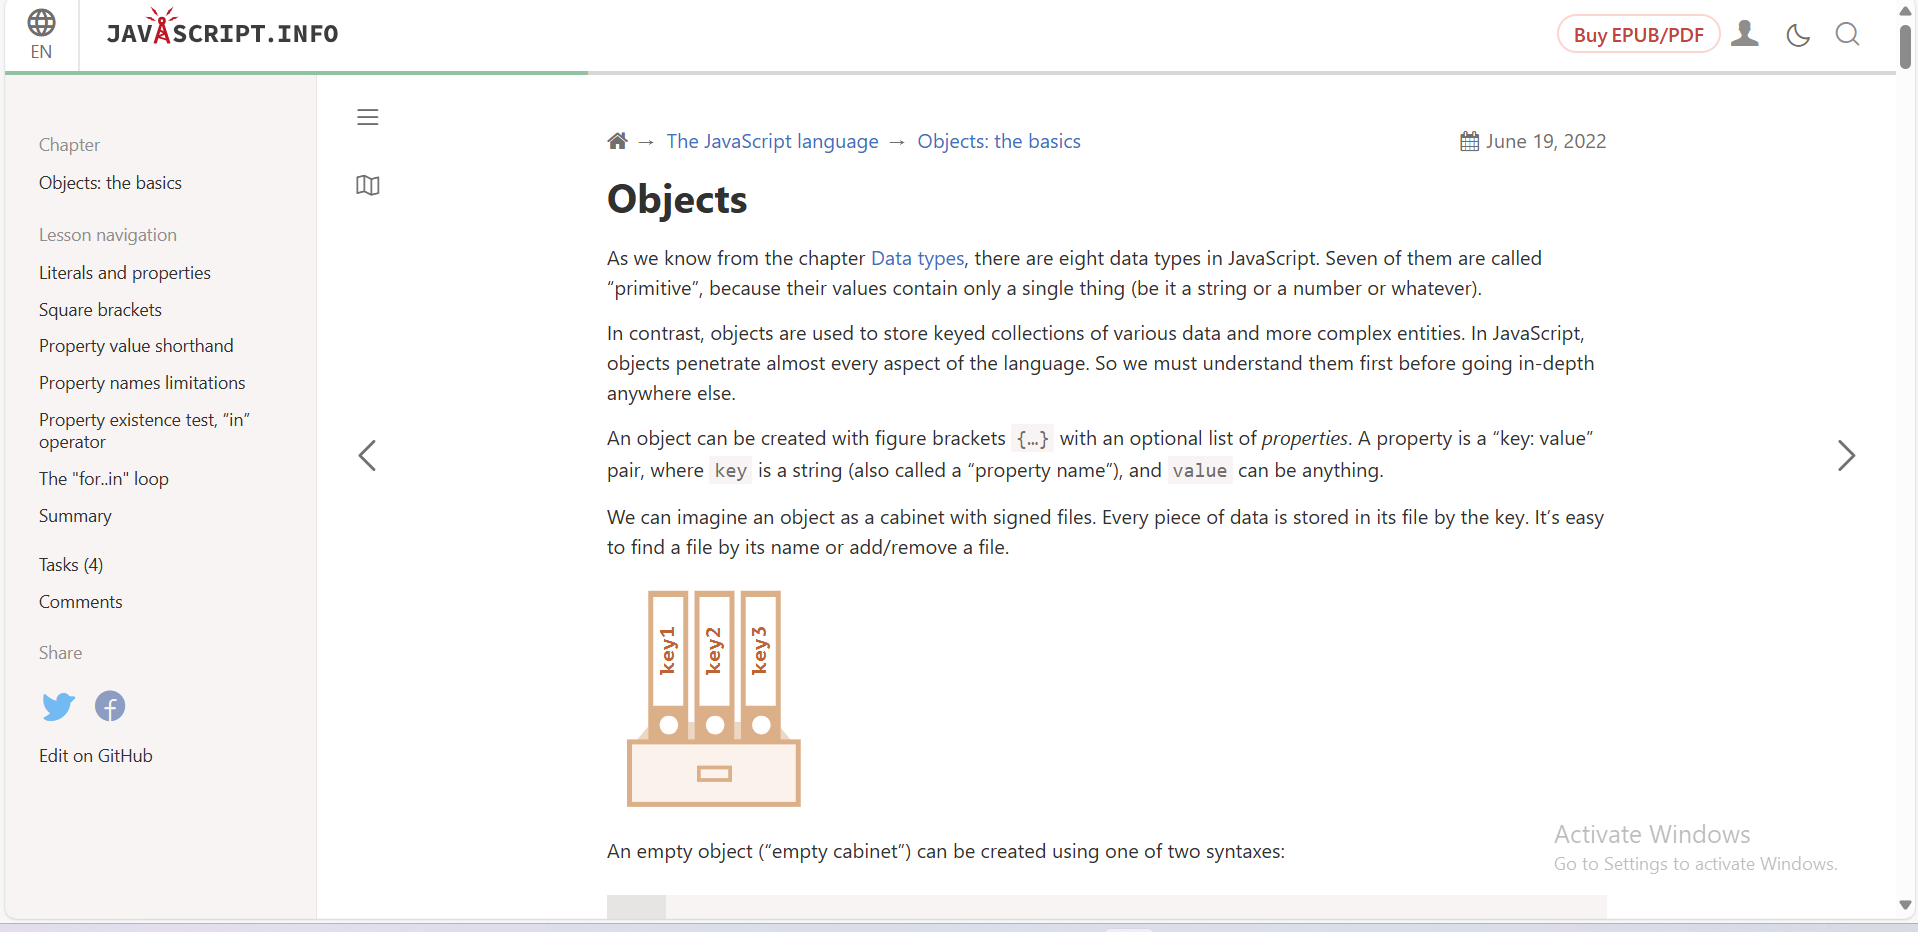 EN
JAVASCRIPT.INFO
Buy EPUB/PDF
Chapter
Objects: the basics
Lesson navigation
Literals and properties
Square brackets
Property value shorthand
Property names limitations
Property existence test, “in”
operator
The "for..in" loop
Summary
Tasks (4)
Comments
Share
Edit on GitHub
→ The JavaScript language → Objects: the basics
June 19, 2022
Objects
As we know from the chapter Data types, there are eight data types in JavaScript. Seven of them are called
“primitive”, because their values contain only a single thing (be it a string or a number or whatever).
In contrast, objects are used to store keyed collections of various data and more complex entities. In JavaScript,
objects penetrate almost every aspect of the language. So we must understand them first before going in-depth
anywhere else.
An object can be created with figure brackets {…} with an optional list of properties. A property is a “key: value”
pair, where key is a string (also called a “property name”), and value can be anything.
We can imagine an object as a cabinet with signed files. Every piece of data is stored in its file by the key. It’s easy
to find a file by its name or add/remove a file.
key1
key2
key3
An empty object (“empty cabinet”) can be created using one of two syntaxes:
Activate Windows
Go to Settings to activate Windows.